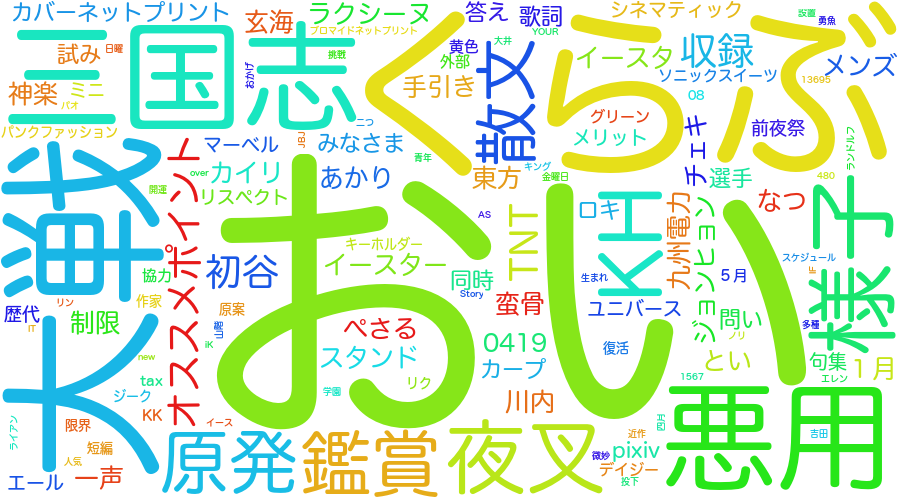 カバーネットプリント
玄海
ラクシーヌ
答え
歌詞
シネマティック
設置
勇魚
三国志
くらぶ
試み
日曜
ブロマイドネットプリント
挑戦
黄色
大井
YOUR
外部
イースタ
収録
メンズ
神楽
ミニ
バオ
おかげ
手引き
散文
ソニックスイーツ
13695
パンクファッション
二つ
グリーン
08
大戦
マーベル
JBJ
みなさま
メリット
チェキ
前夜祭
ランドルフ
オススメポイント
over
カイリ
青年
キング
金曜日
東方
選手
480
開運
リスペクト
あかり
AS
ロキ
KH
九州電力
なつ
様子
おいし
キーホルダー
TNT
ジョンヒョン
イースター
協力
初谷
同時
生まれ
5月
スケジュール
IF
リン
作家
原案
Story
蛮骨
ユニバース
歴代
制限
山織
ぺさる
問い
多種
IT
iK
スタンド
0419
復活
ノリ
new
カープ
とい
句集
1月
ライアン
tax
リク
1567
エレン
ジーク
学園
川内
悪用
KK
イース
限界
四月
短編
原発
鑑賞
夜叉
近作
吉田
人気
pixiv
微妙
エール
一声
デイジー
投下